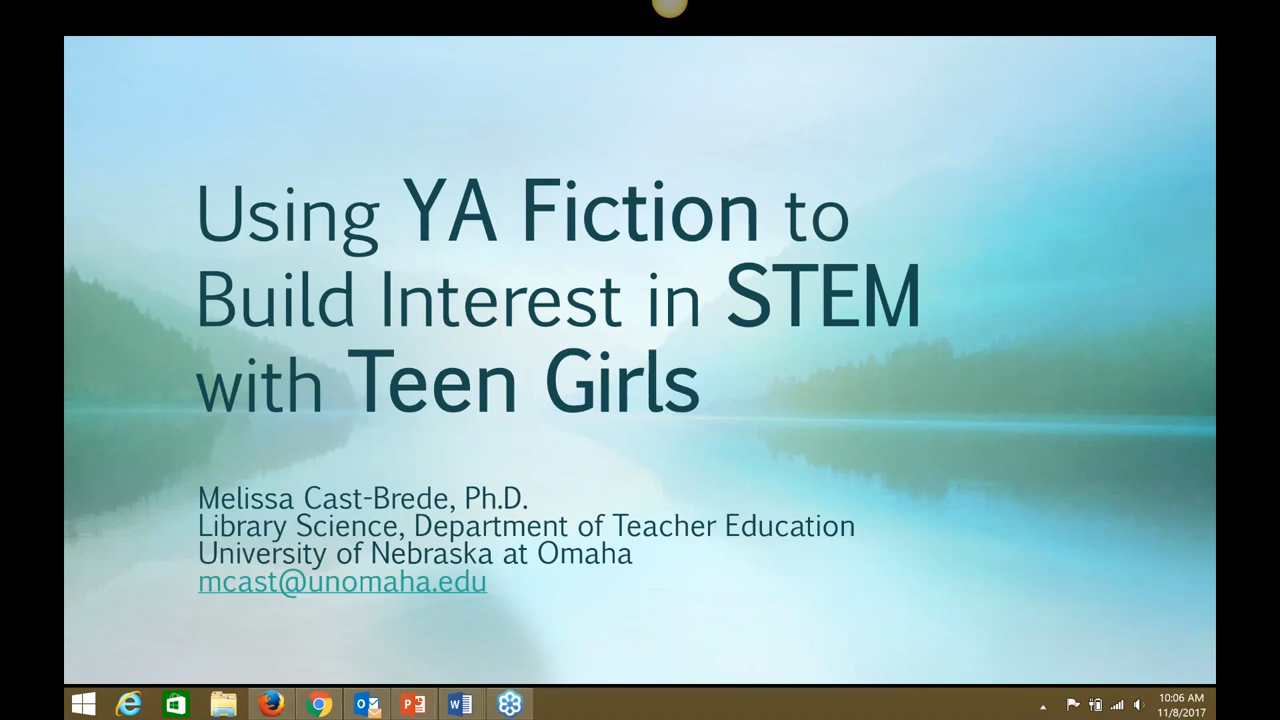 Using YA Fiction to
Build Interest in STEM
with Teen Girls
Melissa Cast-Brede, Ph.D.
Library Science, Department of Teacher Education
University of Nebraska at Omaha
mcast@unomaha.edu
10:06 AM
11/8/2017